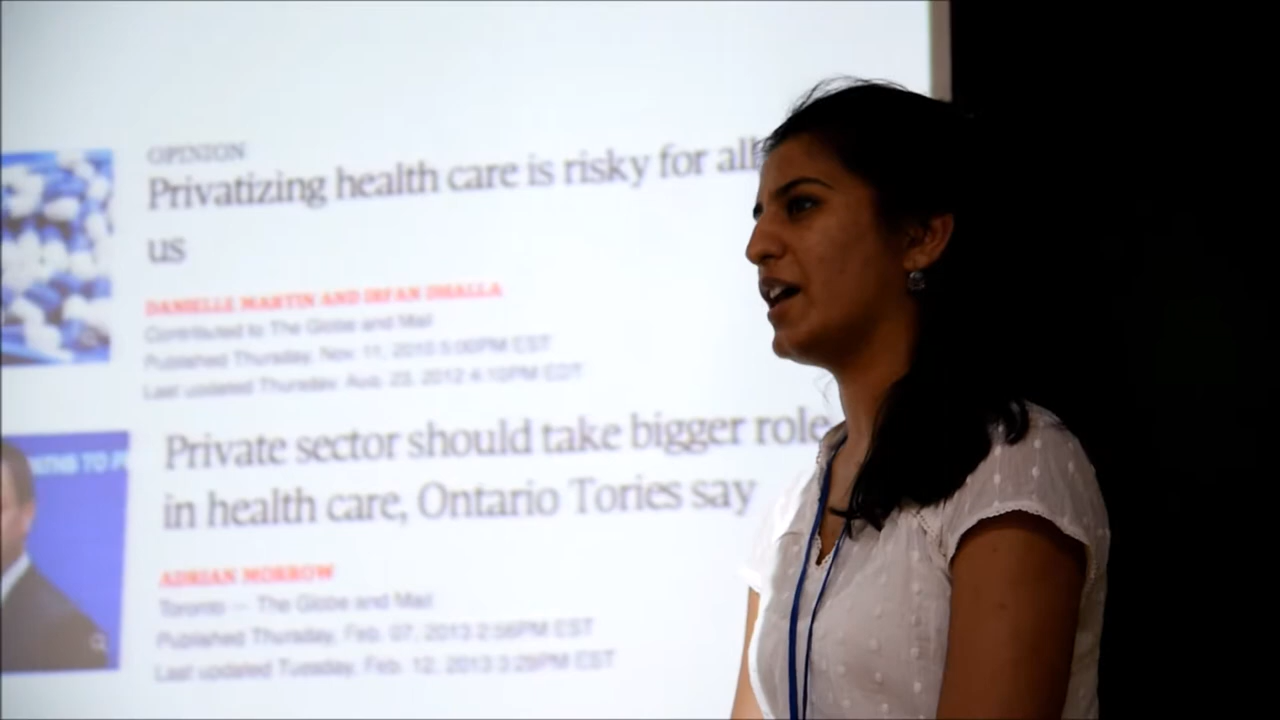 OPINION
Privatizing health care is risky for all
us
DANIELLE MARTIN AND IRFAN DHALLA
Contributed to The Globe and Mail
Published Thursday, Nov. 11, 2010 5:00PM EST
Last updated Thursday, Aug. 23, 2012 4:10PM EDT
Private sector should take bigger role
in health care, Ontario Tories say
ADRIAN MORROW
Toronto — The Globe and Mail
Published Thursday, Feb. 07, 2013 2:56PM EST
Last updated Tuesday, Feb. 12, 2013 3:29PM EST